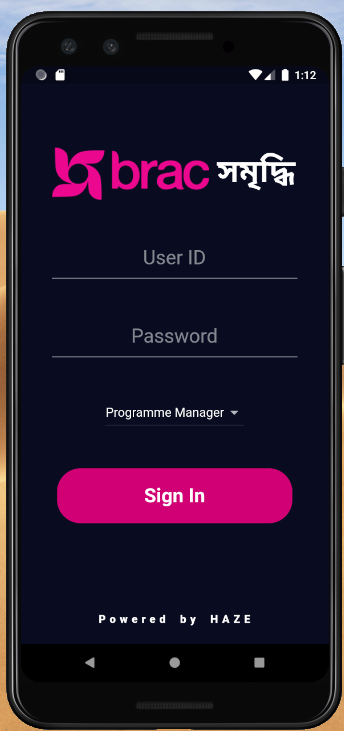 1:12
brac সমৃদ্ধি
User ID
Password
Programme Manager
Sign In
Powered by HAZE